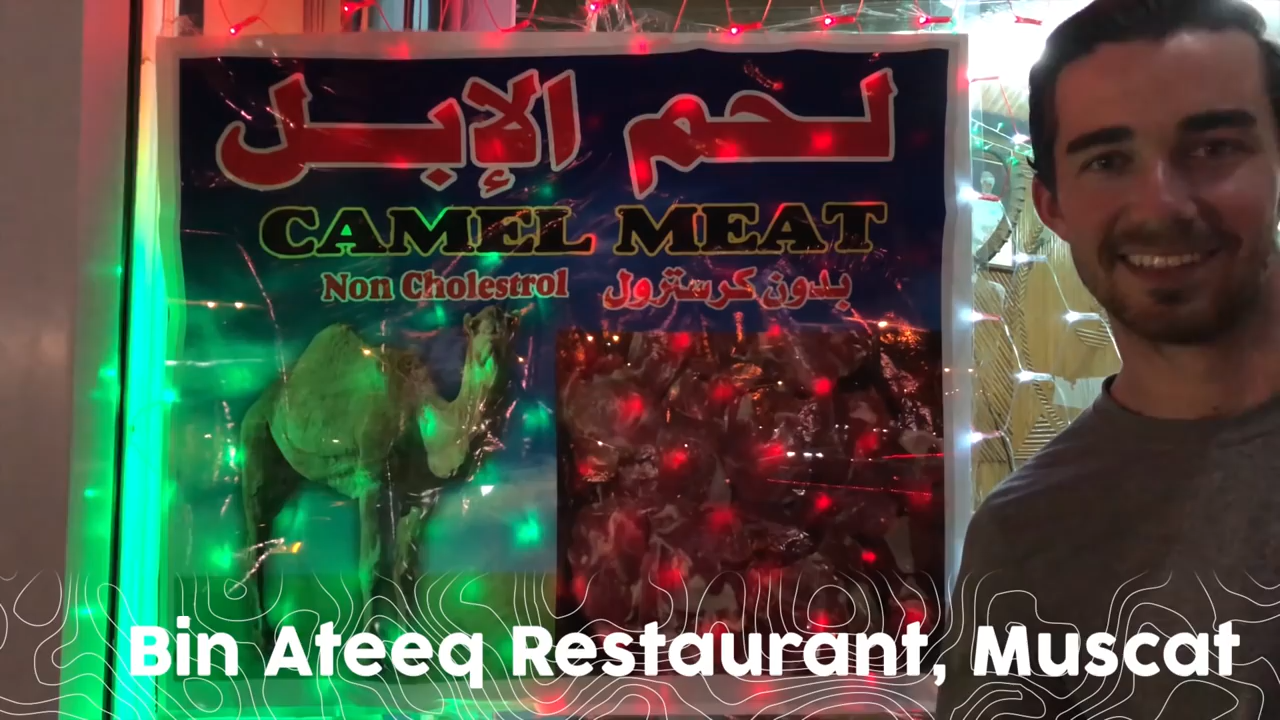 لحم الإبل
CAMEL MEAT
Non Cholestrol بدون كرسترول
Bin Ateeq Restaurant, Muscat